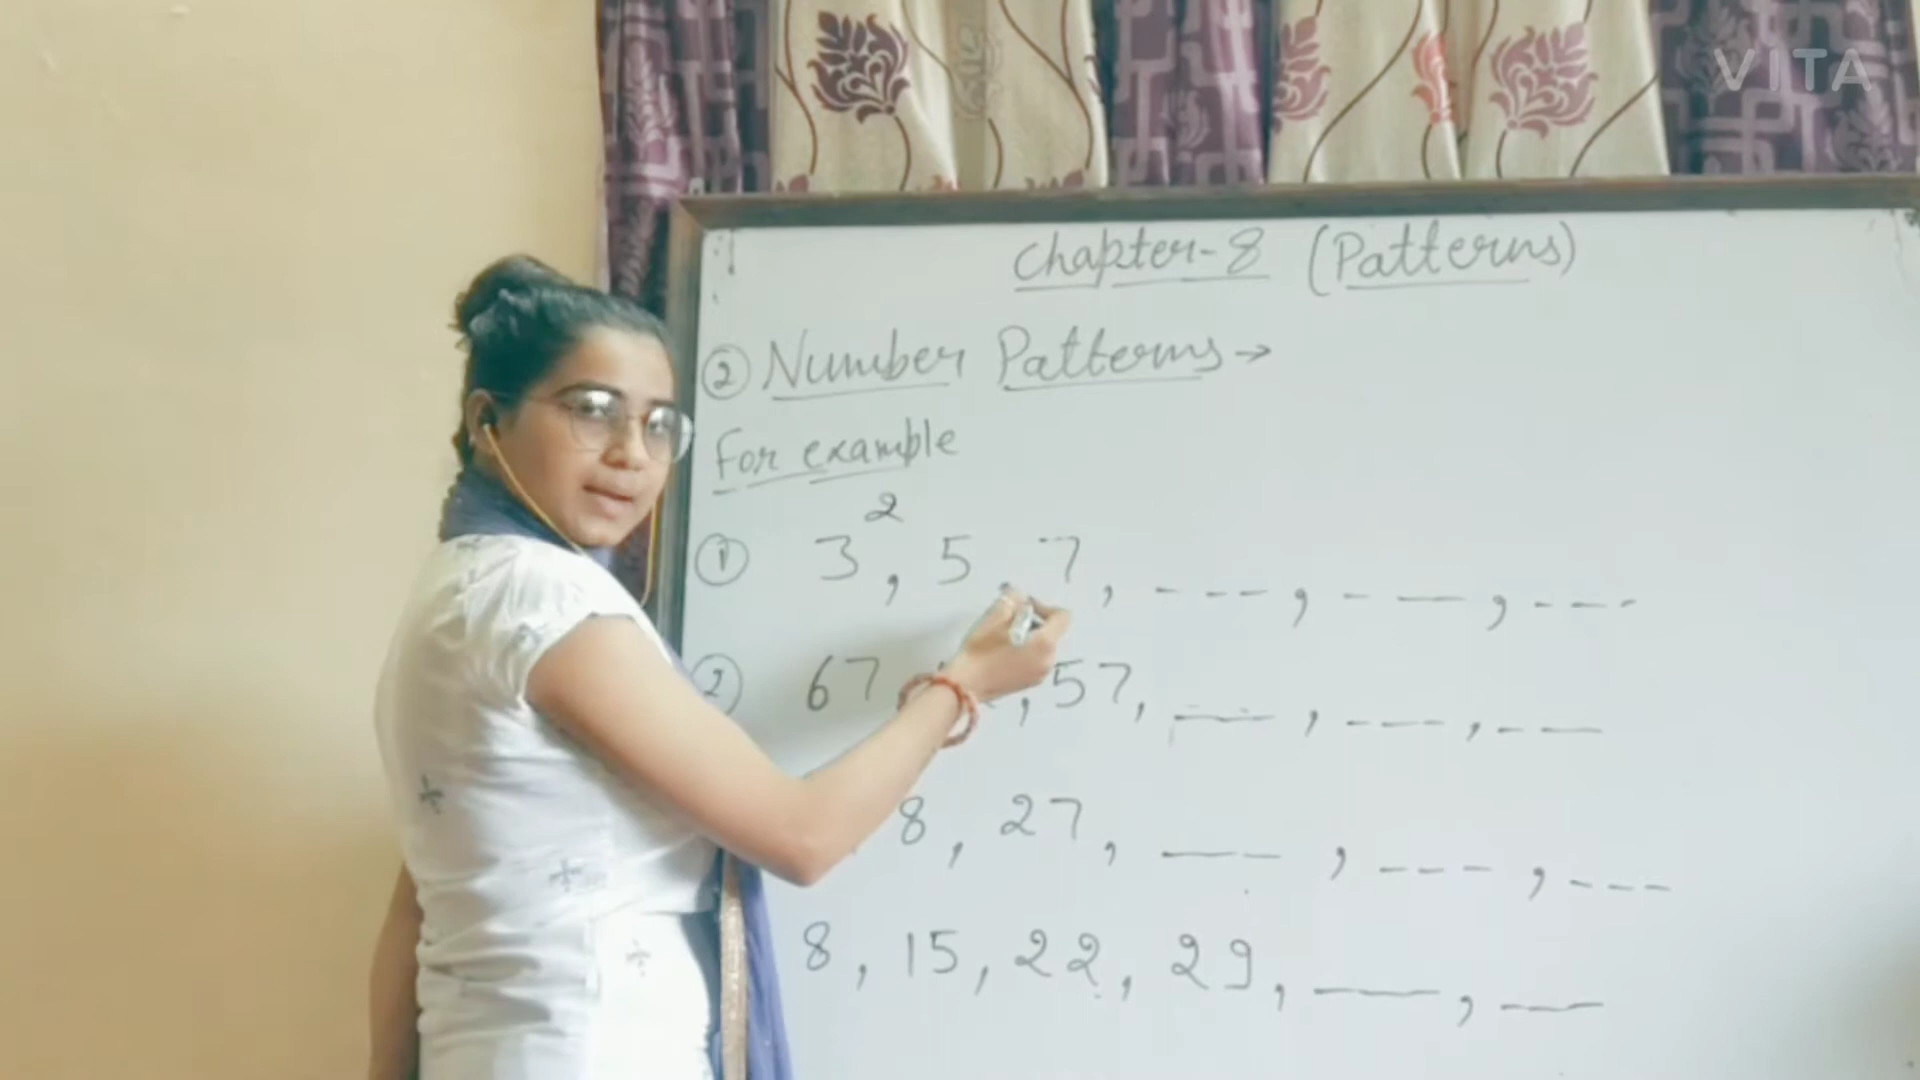 VITA
Chapter-8 (Patterns)
② Number Patterns →
For example
2
① 3, 5, 7, ---, ---, ---
② 67, , 57, ---, ---, ---
8, 27, ---, ---, ---
8, 15, 22, 29, ---, ---